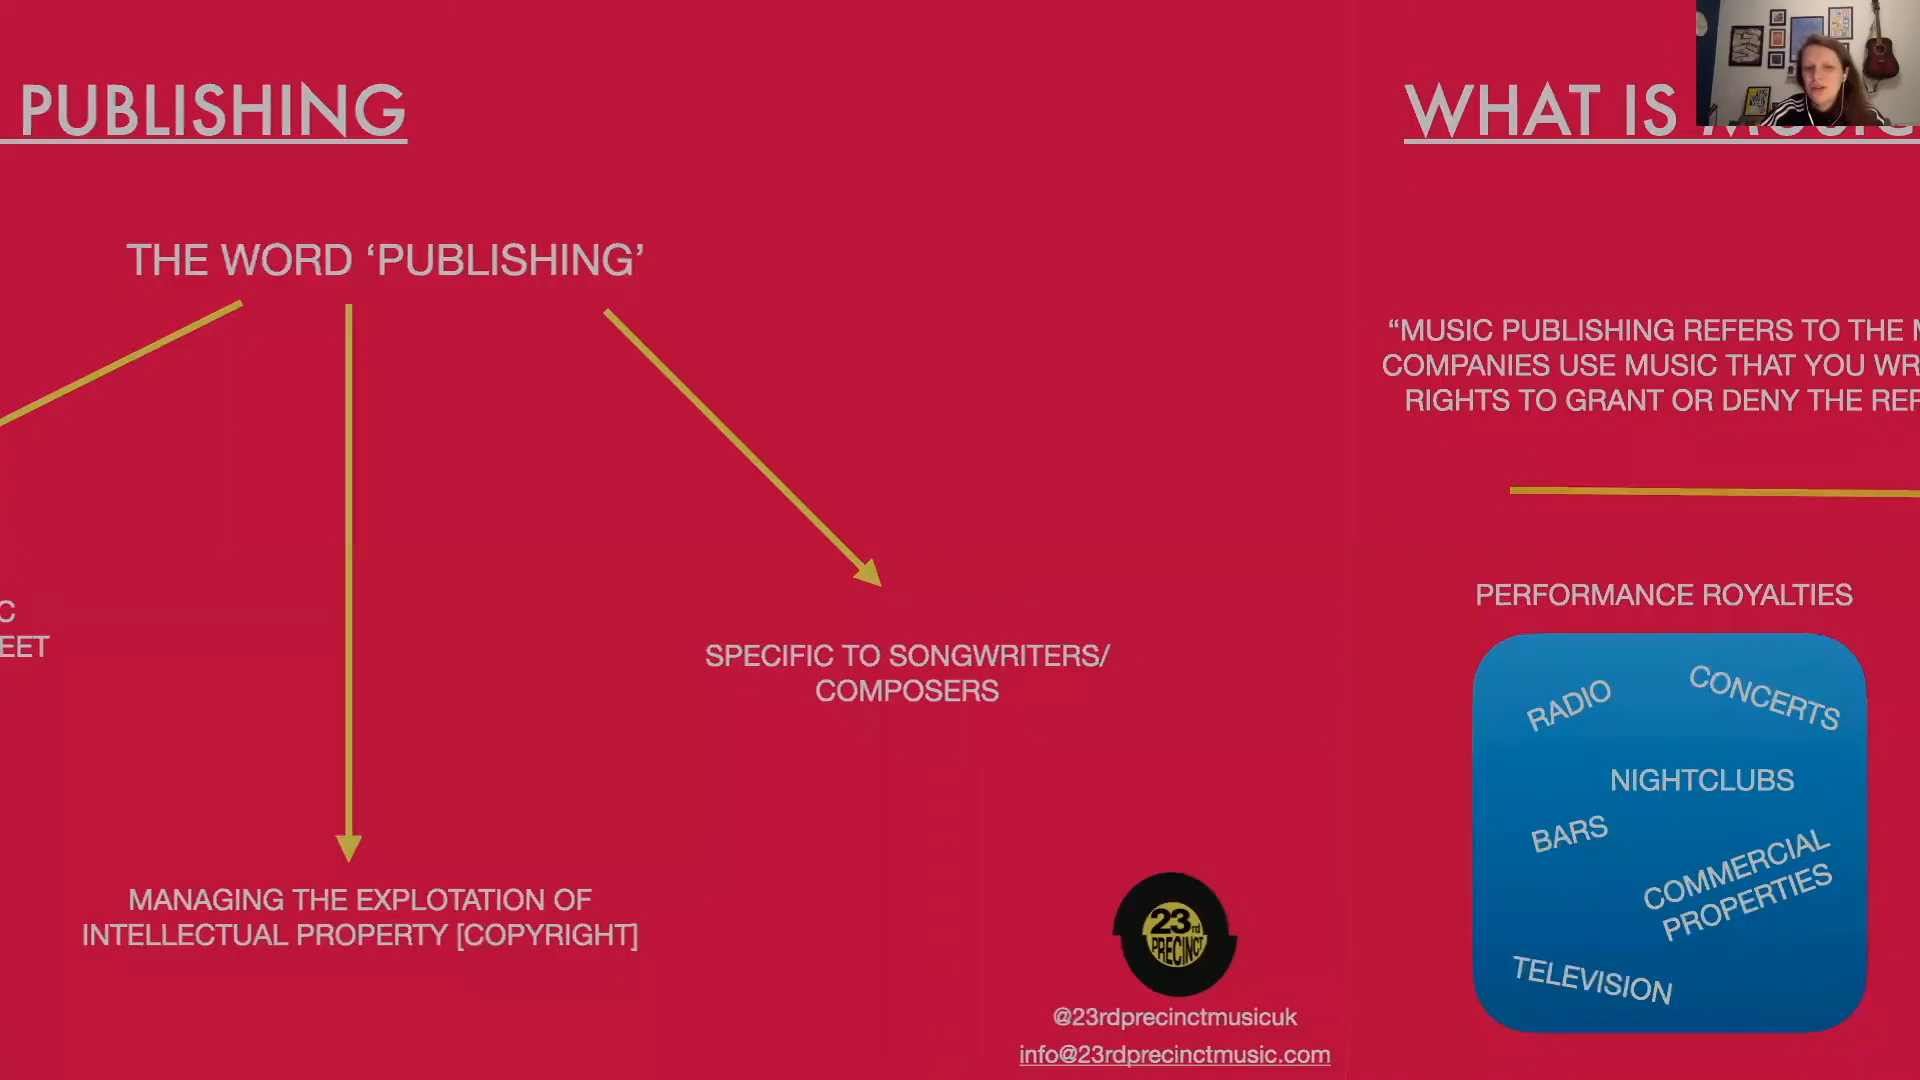 PUBLISHING
THE WORD ‘PUBLISHING’
C
EET
SPECIFIC TO SONGWRITERS/
COMPOSERS
MANAGING THE EXPLOTATION OF
INTELLECTUAL PROPERTY [COPYRIGHT]
23rd
PRECINCT
@23rdprecinctmusicuk
info@23rdprecinctmusic.com
WHAT IS MUSIC
“MUSIC PUBLISHING REFERS TO THE M
COMPANIES USE MUSIC THAT YOU WR
RIGHTS TO GRANT OR DENY THE REP
PERFORMANCE ROYALTIES
RADIO
CONCERTS
NIGHTCLUBS
BARS
COMMERCIAL
PROPERTIES
TELEVISION